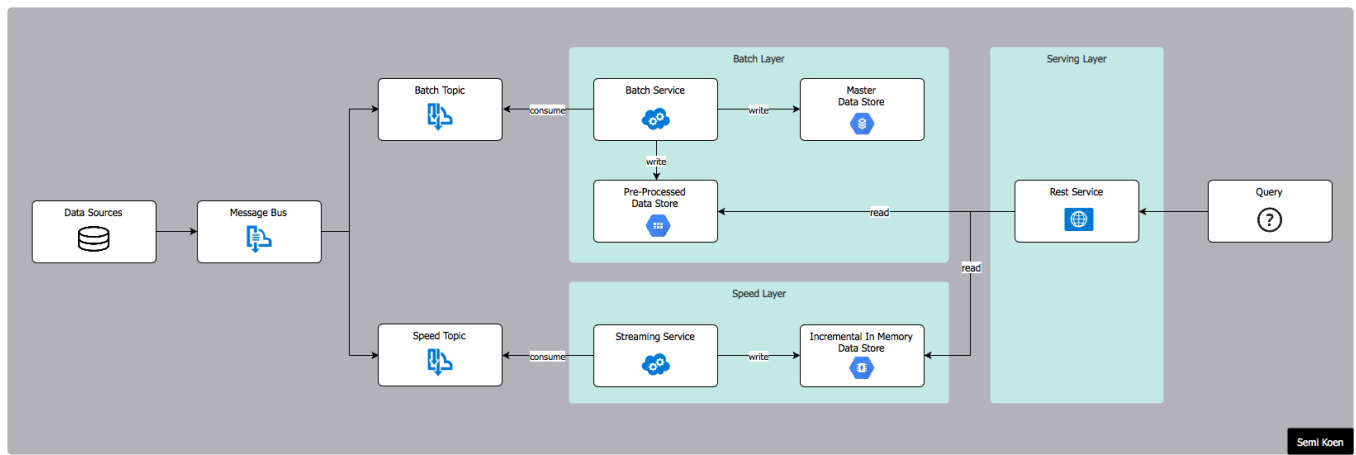 Batch Layer
Serving Layer
Batch Topic
consume
Batch Service
write
Master
Data Store
write
Pre-Processed
Data Store
read
Rest Service
Query
?
Data Sources
Message Bus
read
Speed Layer
Speed Topic
consume
Streaming Service
write
Incremental In Memory
Data Store
Semi Koen